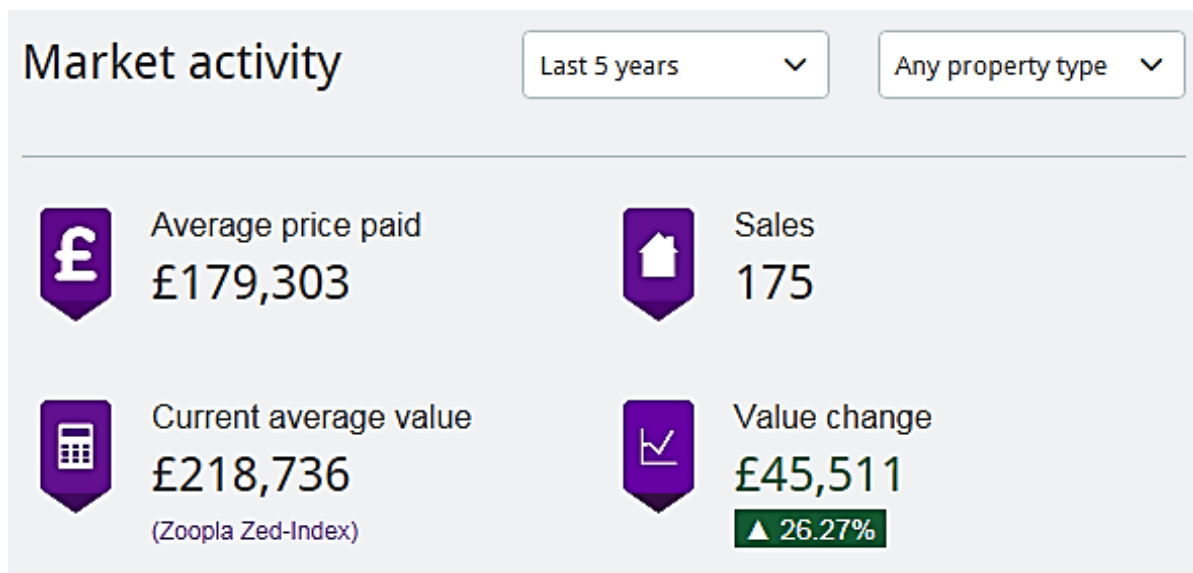 Market activity
Last 5 years
Any property type
£
Average price paid
£179,303
Sales
175
Current average value
£218,736
(Zoopla Zed-Index)
Value change
£45,511
▲ 26.27%